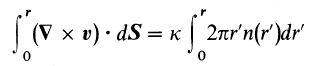 ∫₀ʳ (∇ × v) · dS = κ ∫₀ʳ 2πr′n(r′)dr′